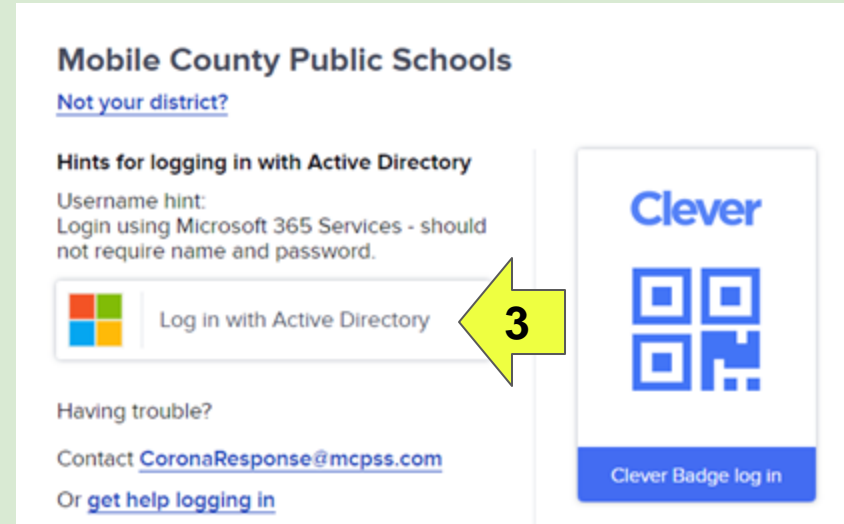 Mobile County Public Schools
Not your district?
Hints for logging in with Active Directory
Username hint:
Login using Microsoft 365 Services - should
not require name and password.
Log in with Active Directory
3
Having trouble?
Contact CoronaResponse@mcpss.com
Or get help logging in
Clever
Clever Badge log in